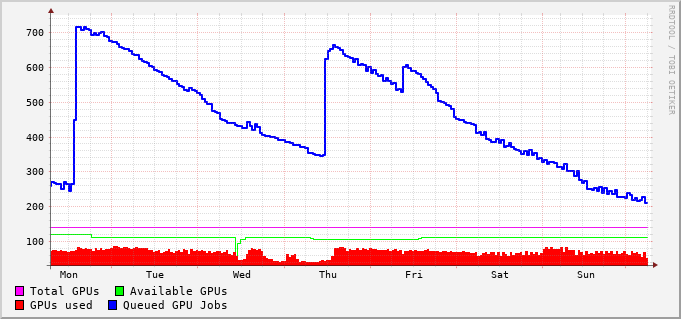 700
600
500
400
300
200
100
Mon Tue Wed Thu Fri Sat Sun
Total GPUs Available GPUs
GPUs used Queued GPU Jobs
RRDTOOL / TOBI OETIKER